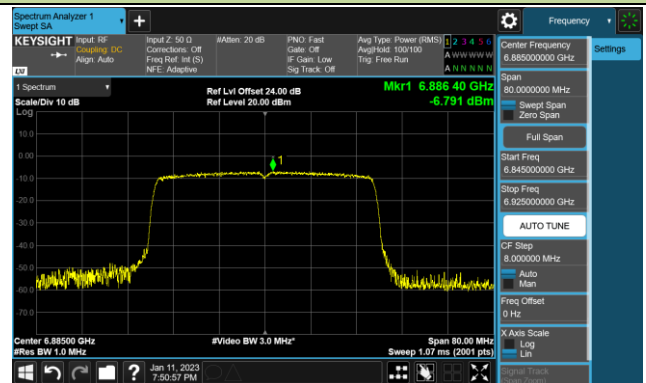 Spectrum Analyzer 1
Swept SA
Frequency
KEYSIGHT
Input: RF
Coupling: DC
Align: Auto
Input Z: 50 Ω
Corrections: Off
Freq Ref: Int (S)
NFE: Adaptive
#Atten: 20 dB
PNO: Fast
Gate: Off
IF Gain: Low
Sig Track: Off
Avg Type: Power (RMS)
Avg|Hold: 100/100
Trig: Free Run
1 2 3 4 5 6
A W W W W W
A N N N N N
LXI
1 Spectrum
Scale/Div 10 dB
Log
Ref Lvl Offset 24.00 dB
Ref Level 20.00 dBm
Mkr1 6.886 40 GHz
-6.791 dBm
10.0
0.00
-10.0
-20.0
-30.0
-40.0
-50.0
-60.0
-70.0
1
Center 6.88500 GHz
#Res BW 1.0 MHz
#Video BW 3.0 MHz*
Span 80.00 MHz
Sweep 1.07 ms (2001 pts)
Jan 11, 2023
7:50:57 PM
Center Frequency
6.885000000 GHz
Span
80.0000000 MHz
Swept Span
Zero Span
Full Span
Start Freq
6.845000000 GHz
Stop Freq
6.925000000 GHz
AUTO TUNE
CF Step
8.000000 MHz
Auto
Man
Freq Offset
0 Hz
X Axis Scale
Log
Lin
Signal Track
(Span Zoom)
Settings